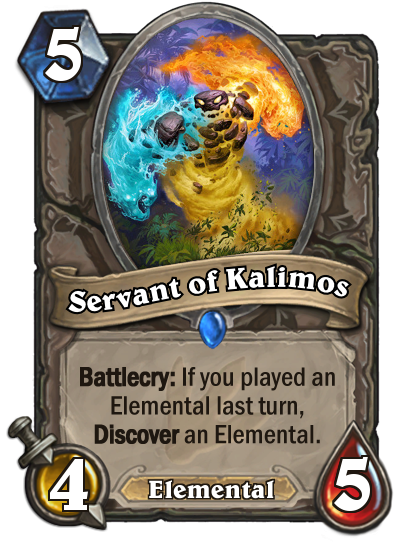 5
Servant of Kalimos
Battlecry: If you played an
Elemental last turn,
Discover an Elemental.
4
Elemental
5